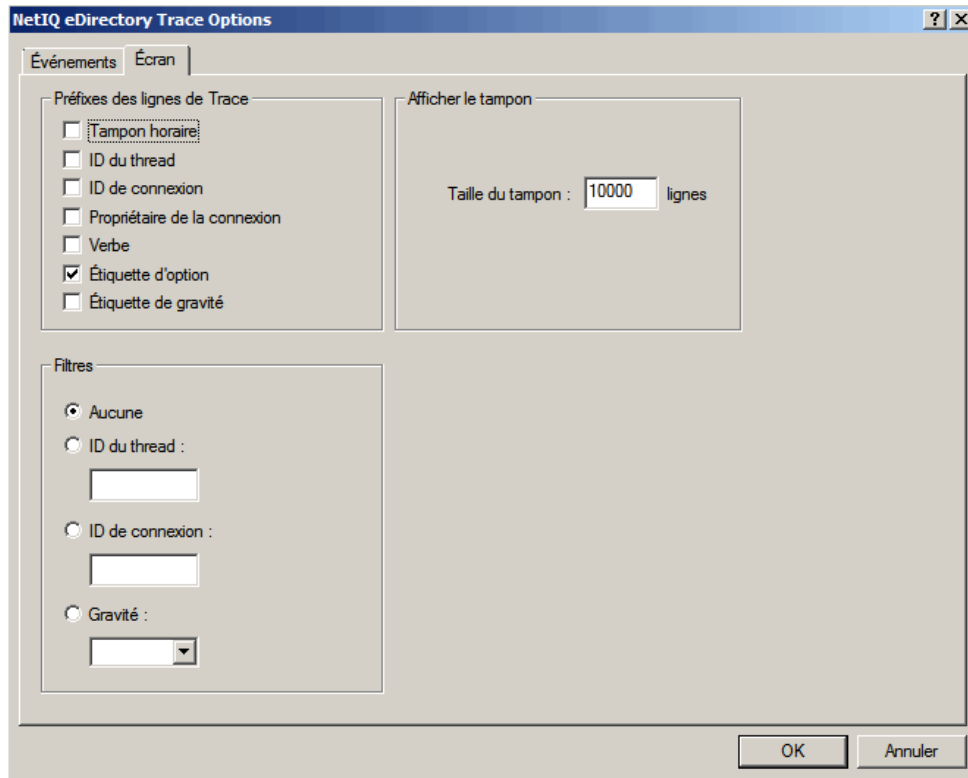 NetIQ eDirectory Trace Options
Événements
Écran
Préfixes des lignes de Trace
Tampon horaire
ID du thread
ID de connexion
Propriétaire de la connexion
Verbe
Étiquette d'option
Étiquette de gravité
Afficher le tampon
Taille du tampon : 10000 lignes
Filtres
Aucune
ID du thread :
ID de connexion :
Gravité :
OK
Annuler